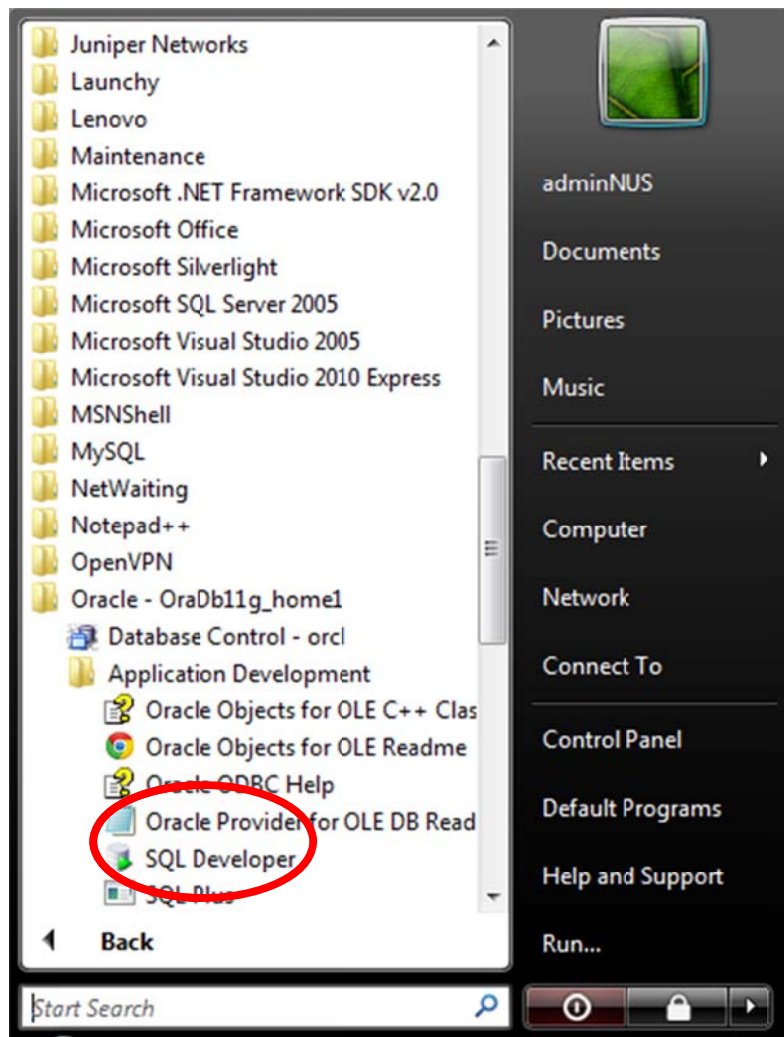 Juniper Networks
Launchy
Lenovo
Maintenance
Microsoft .NET Framework SDK v2.0
Microsoft Office
Microsoft Silverlight
Microsoft SQL Server 2005
Microsoft Visual Studio 2005
Microsoft Visual Studio 2010 Express
MSNShell
MySQL
NetWaiting
Notepad++
OpenVPN
Oracle - OraDb11g_home1
Database Control - orcl
Application Development
Oracle Objects for OLE C++ Clas
Oracle Objects for OLE Readme
Oracle ODBC Help
Oracle Provider for OLE DB Read
SQL Developer
SQL Plus
Back
Start Search
adminNUS
Documents
Pictures
Music
Recent Items
Computer
Network
Connect To
Control Panel
Default Programs
Help and Support
Run...